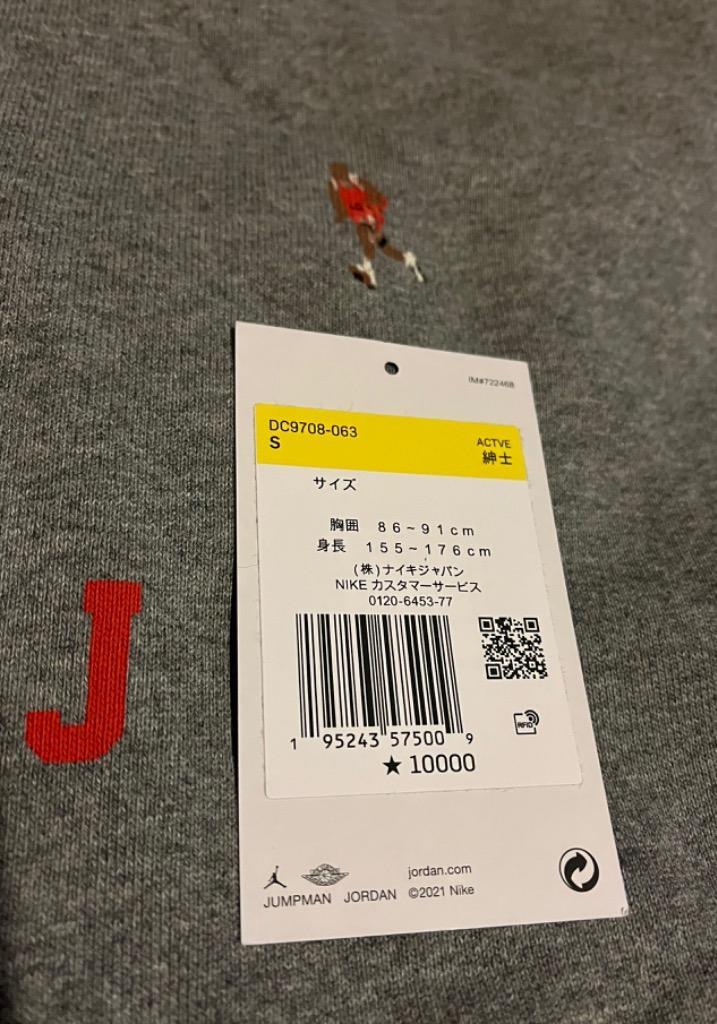 IM#722468
DC9708-063
S
ACTVE
紳士
サイズ
胸囲 86~91cm
身長 155~176cm
(株)ナイキジャパン
NIKE カスタマーサービス
0120-6453-77
RFID
1 95243 57500 9
★ 10000
J
jordan.com
JUMPMAN JORDAN ©2021 Nike